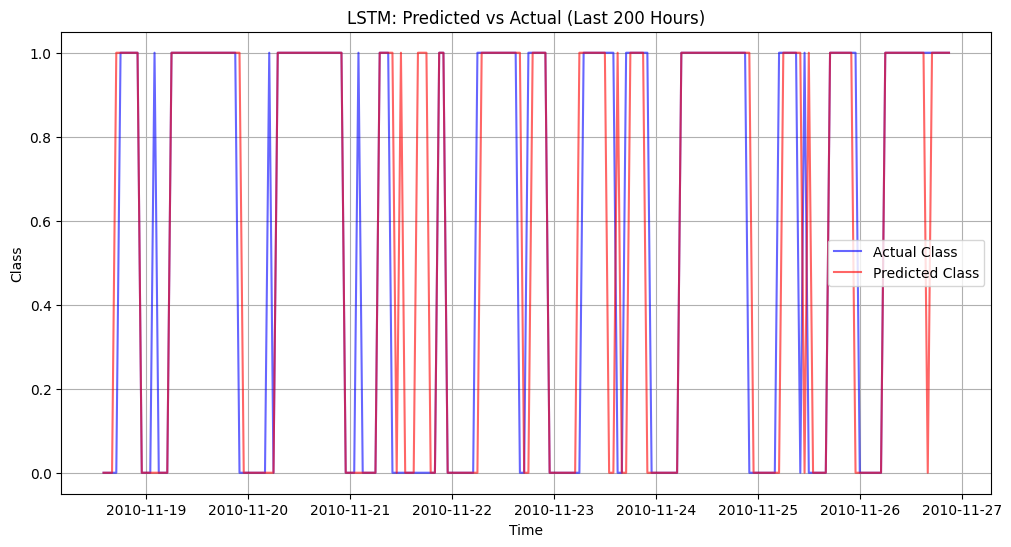 LSTM: Predicted vs Actual (Last 200 Hours)
1.0
0.8
0.6
0.4
0.2
0.0
Class
Actual Class
Predicted Class
2010-11-19 2010-11-20 2010-11-21 2010-11-22 2010-11-23 2010-11-24 2010-11-25 2010-11-26 2010-11-27
Time